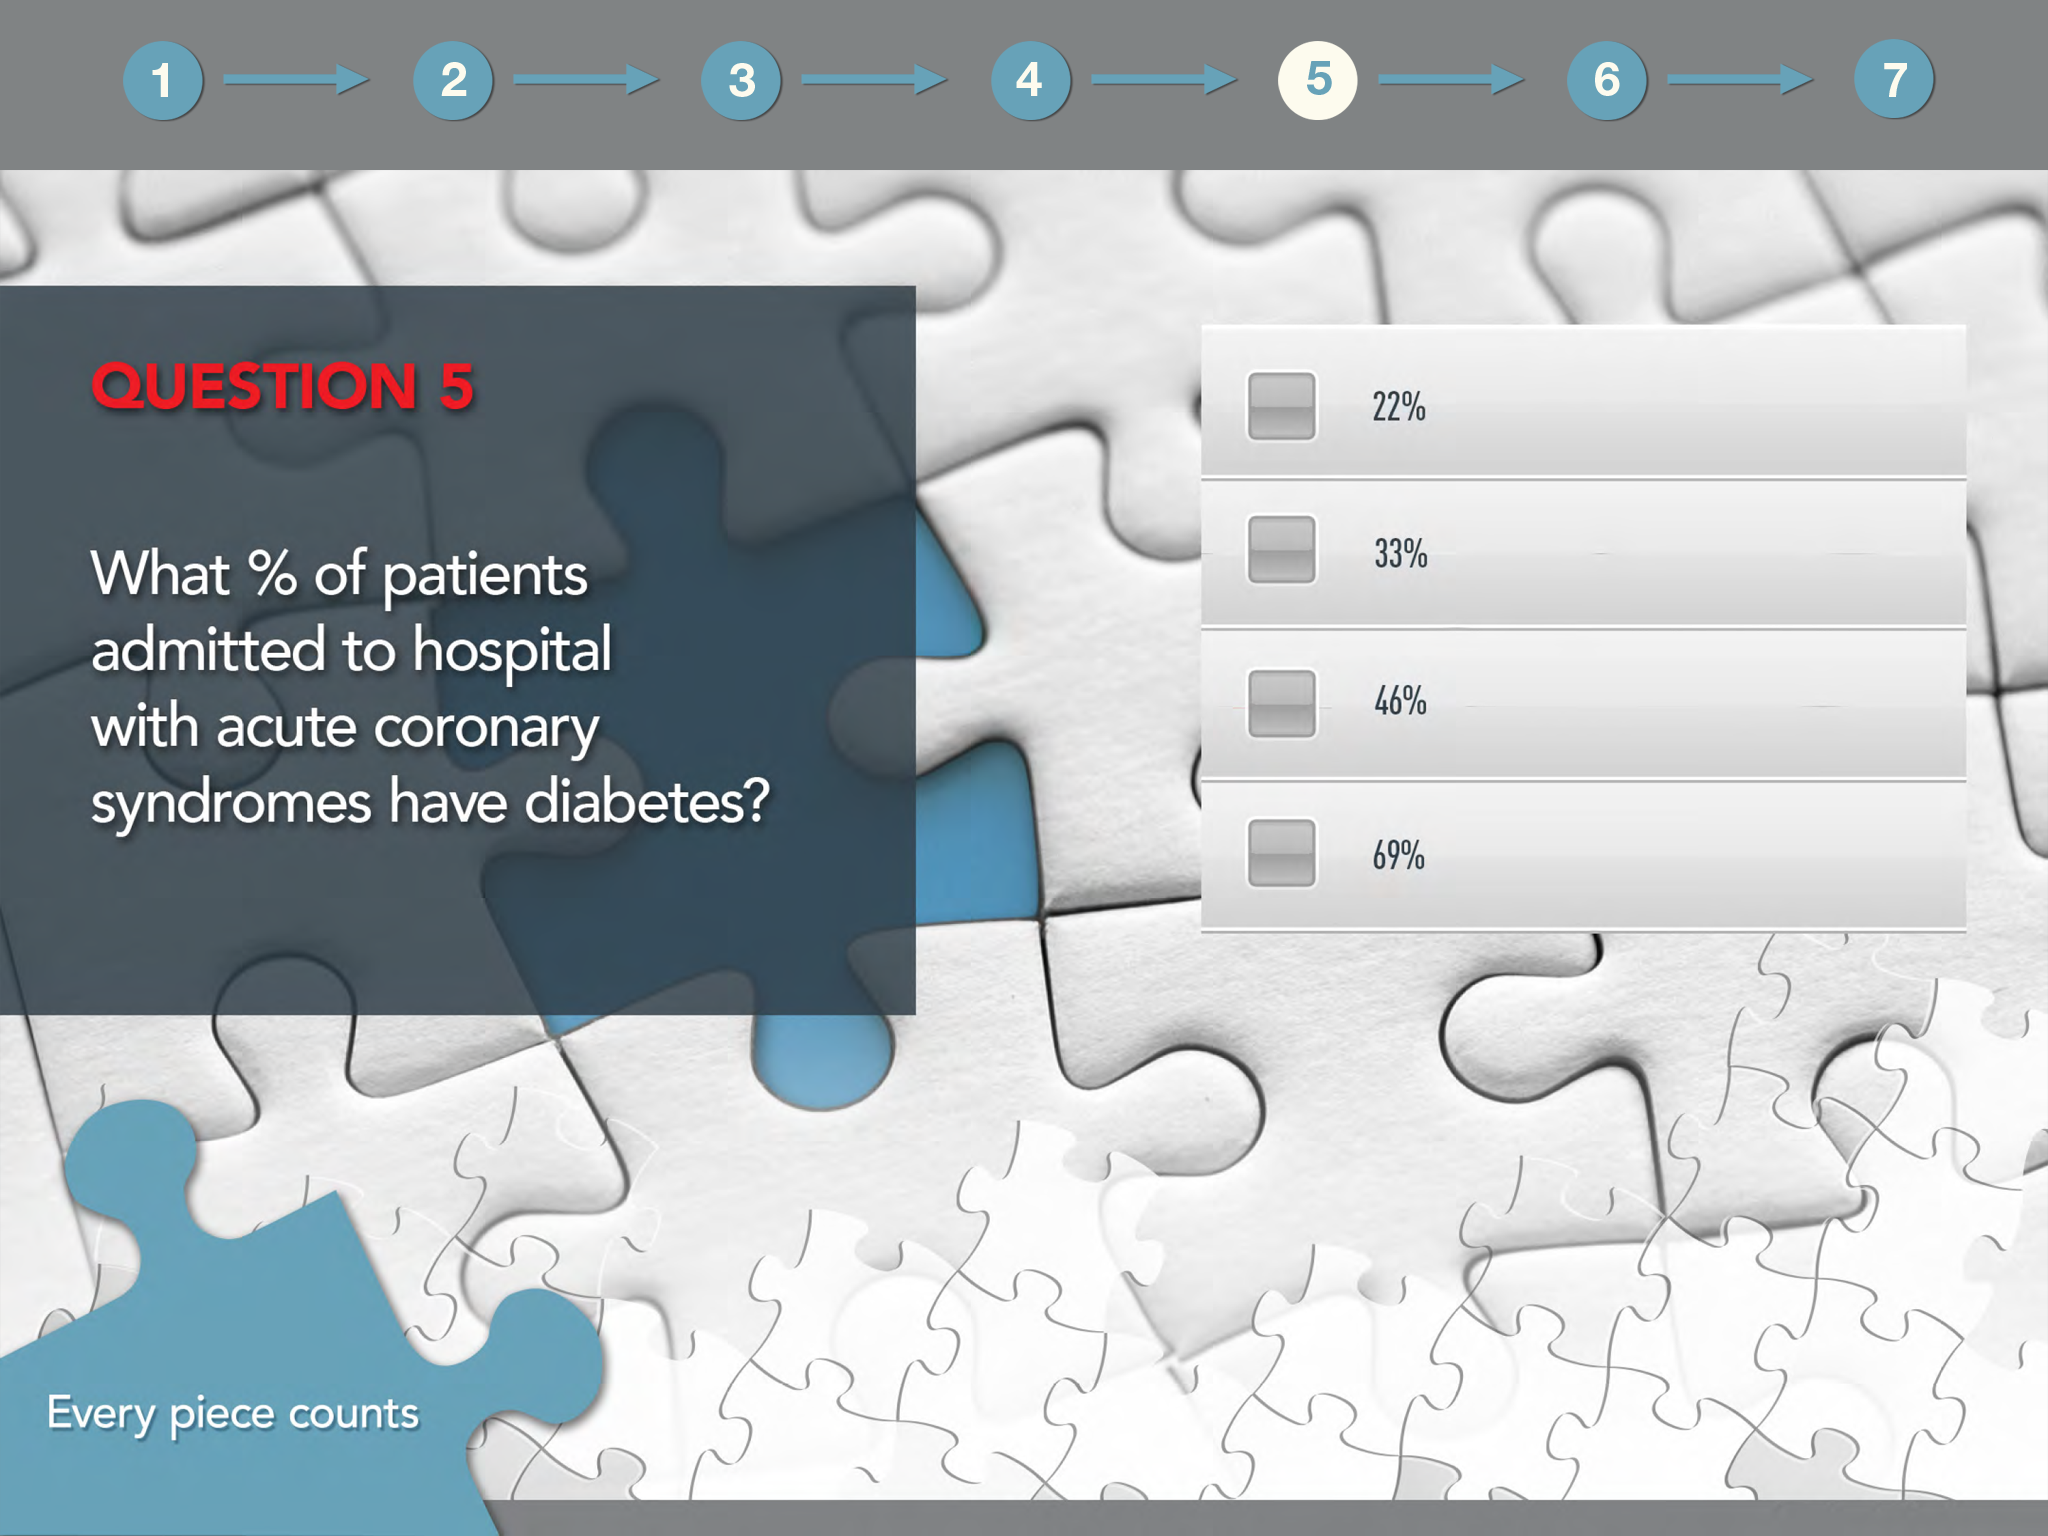 1 2 3 4 5 6 7
QUESTION 5
What % of patients
admitted to hospital
with acute coronary
syndromes have diabetes?
22%
33%
46%
69%
Every piece counts